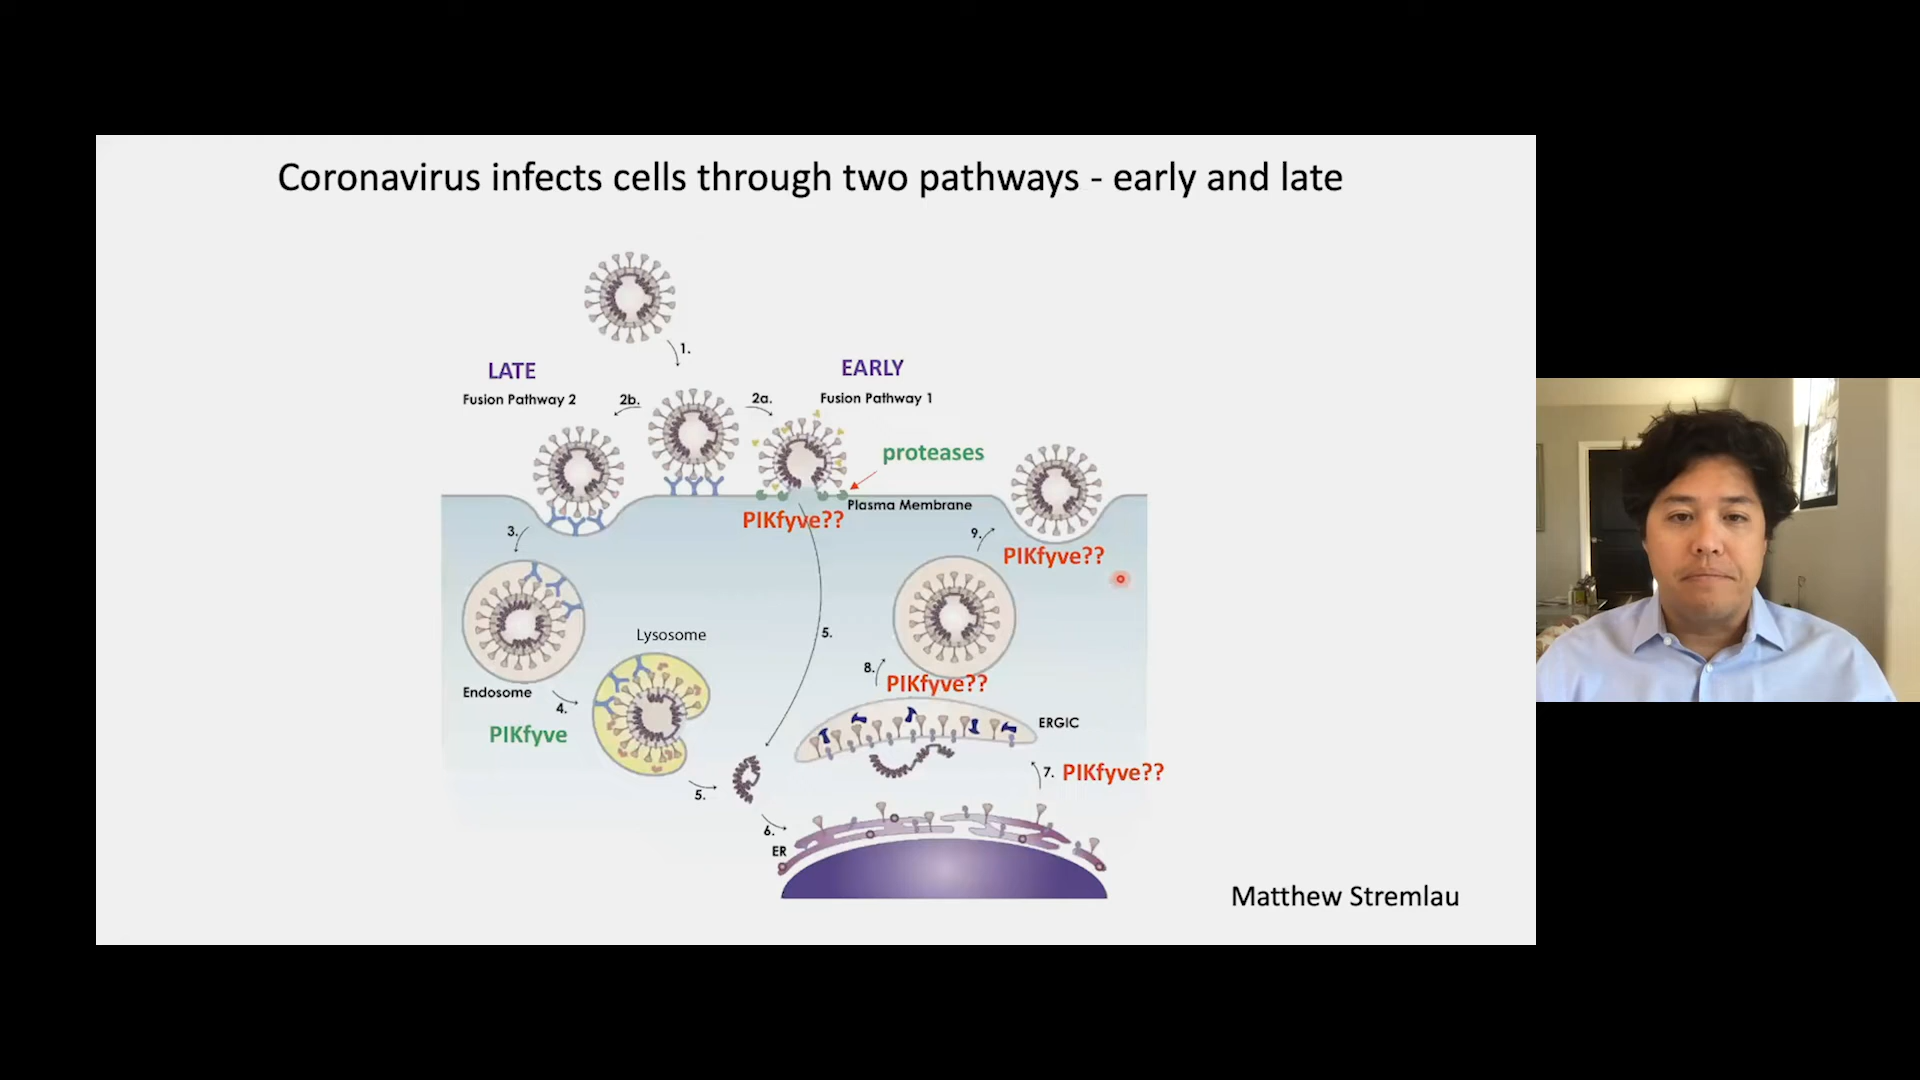 Coronavirus infects cells through two pathways - early and late
1.
LATE
EARLY
Fusion Pathway 2
2b.
2a.
Fusion Pathway 1
proteases
Plasma Membrane
PIKfyve??
3.
9.
PIKfyve??
Lysosome
5.
8.
PIKfyve??
Endosome
4.
ERGIC
PIKfyve
7. PIKfyve??
5.
6.
ER
Matthew Stremlau